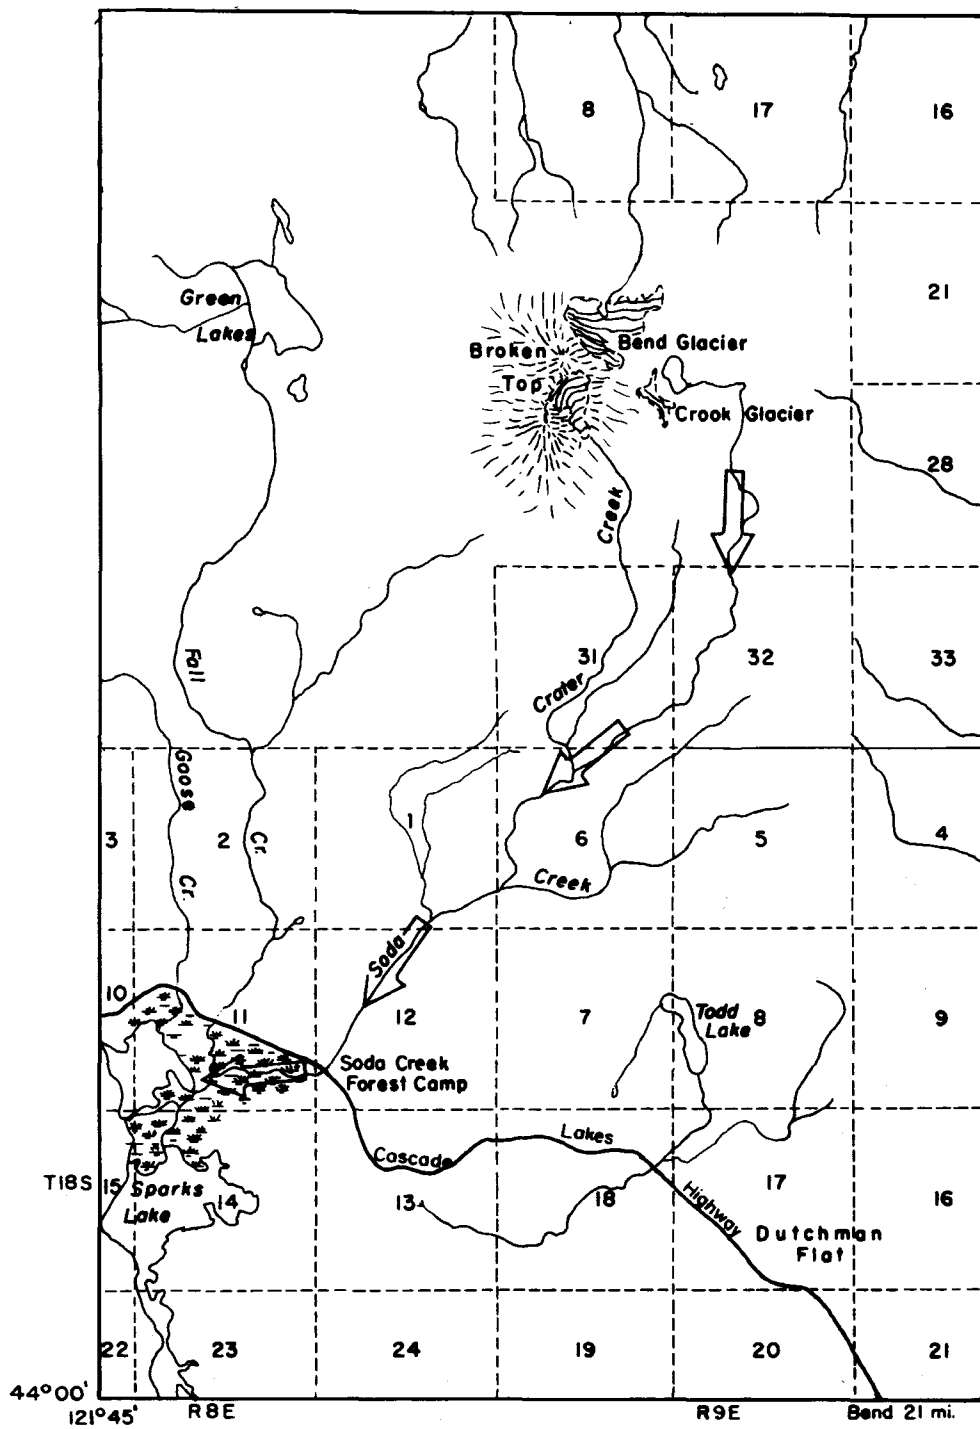 8
17
16
Green
Lakes
21
Broken
Top
Bend Glacier
Crook Glacier
28
Creek
Fall
31
Crater
32
33
Goose
Cr.
3
2
Cr.
1
6
Creek
5
4
Soda
10
11
12
7
Todd
Lake
8
9
Soda Creek
Forest Camp
T18S
15
Sparks
Lake
14
13
Cascade
Lakes
Highway
18
17
16
Dutchman
Flat
22
23
24
19
20
21
44°00'
121°45'
R8E
R9E
Bend 21 mi.